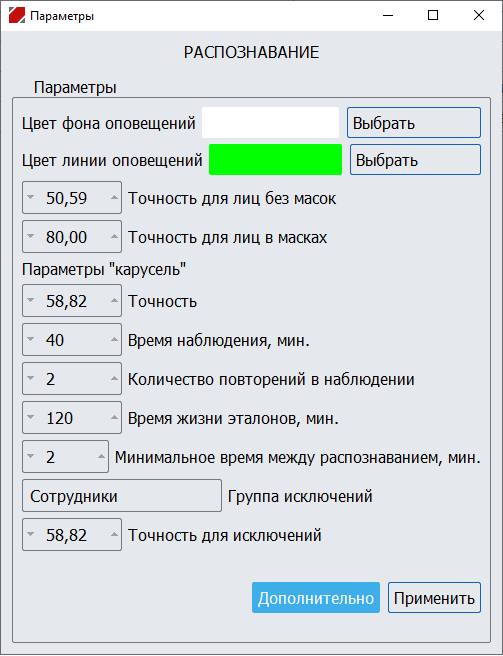 Параметры
РАСПОЗНАВАНИЕ
Параметры
Цвет фона оповещений Выбрать
Цвет линии оповещений Выбрать
50,59 Точность для лиц без масок
80,00 Точность для лиц в масках
Параметры "карусель"
58,82 Точность
40 Время наблюдения, мин.
2 Количество повторений в наблюдении
120 Время жизни эталонов, мин.
2 Минимальное время между распознаванием, мин.
Сотрудники Группа исключений
58,82 Точность для исключений
Дополнительно Применить